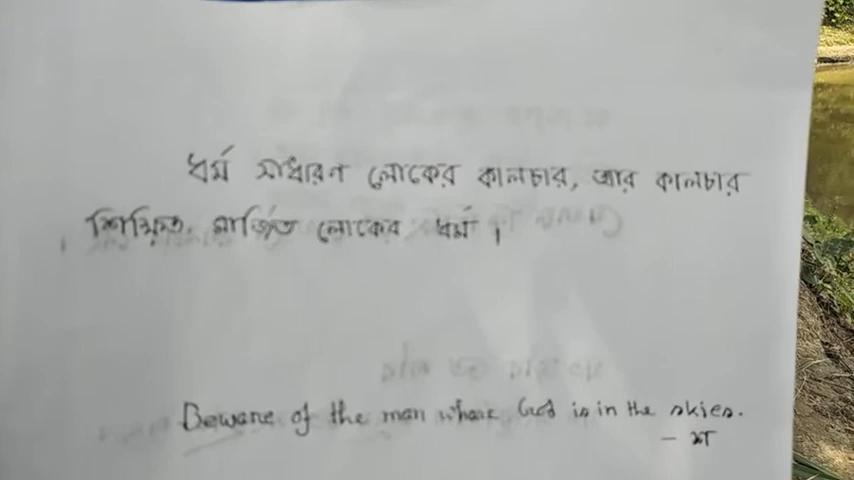 ধর্ম সাধারণ লোকের কালচার, আর কালচার
শিক্ষিত, মার্জিত লোকের ধর্ম ।
Beware of the man whose God is in the skies.